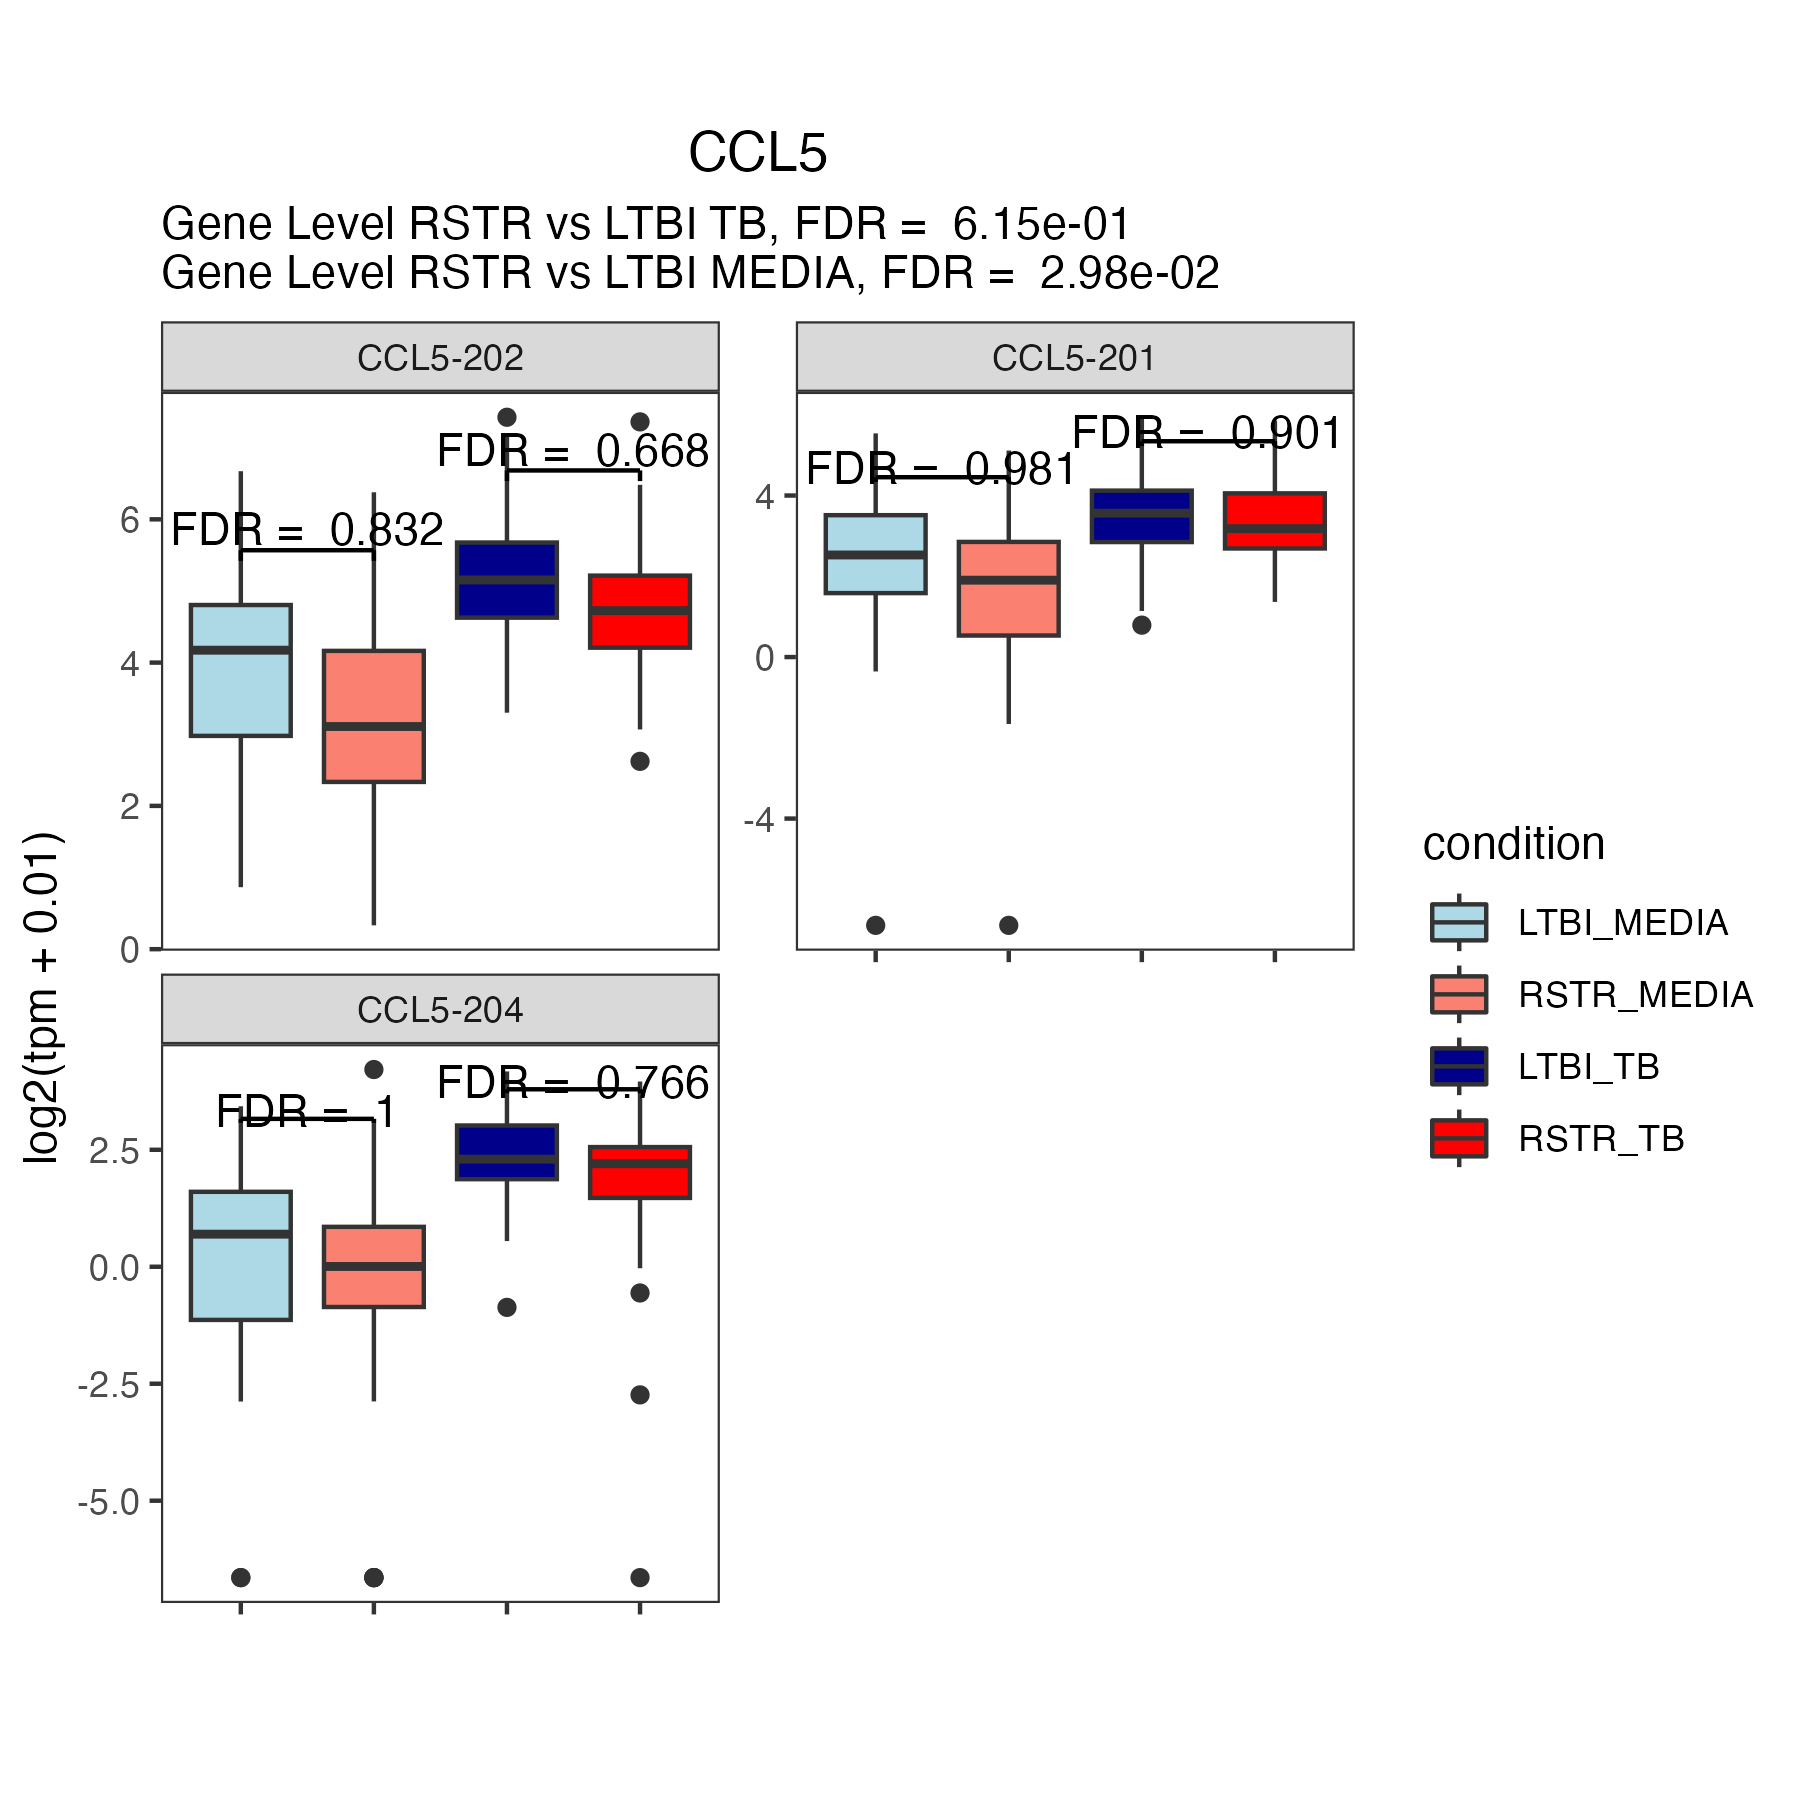 CCL5
Gene Level RSTR vs LTBI TB, FDR =  6.15e-01
Gene Level RSTR vs LTBI MEDIA, FDR =  2.98e-02
CCL5-202
FDR =  0.668
FDR =  0.832
6
4
2
0
CCL5-201
FDR =  0.901
FDR =  0.981
4
0
-4
CCL5-204
FDR =  0.766
FDR =  1
2.5
0.0
-2.5
-5.0
log2(tpm + 0.01)
condition
LTBI_MEDIA
RSTR_MEDIA
LTBI_TB
RSTR_TB